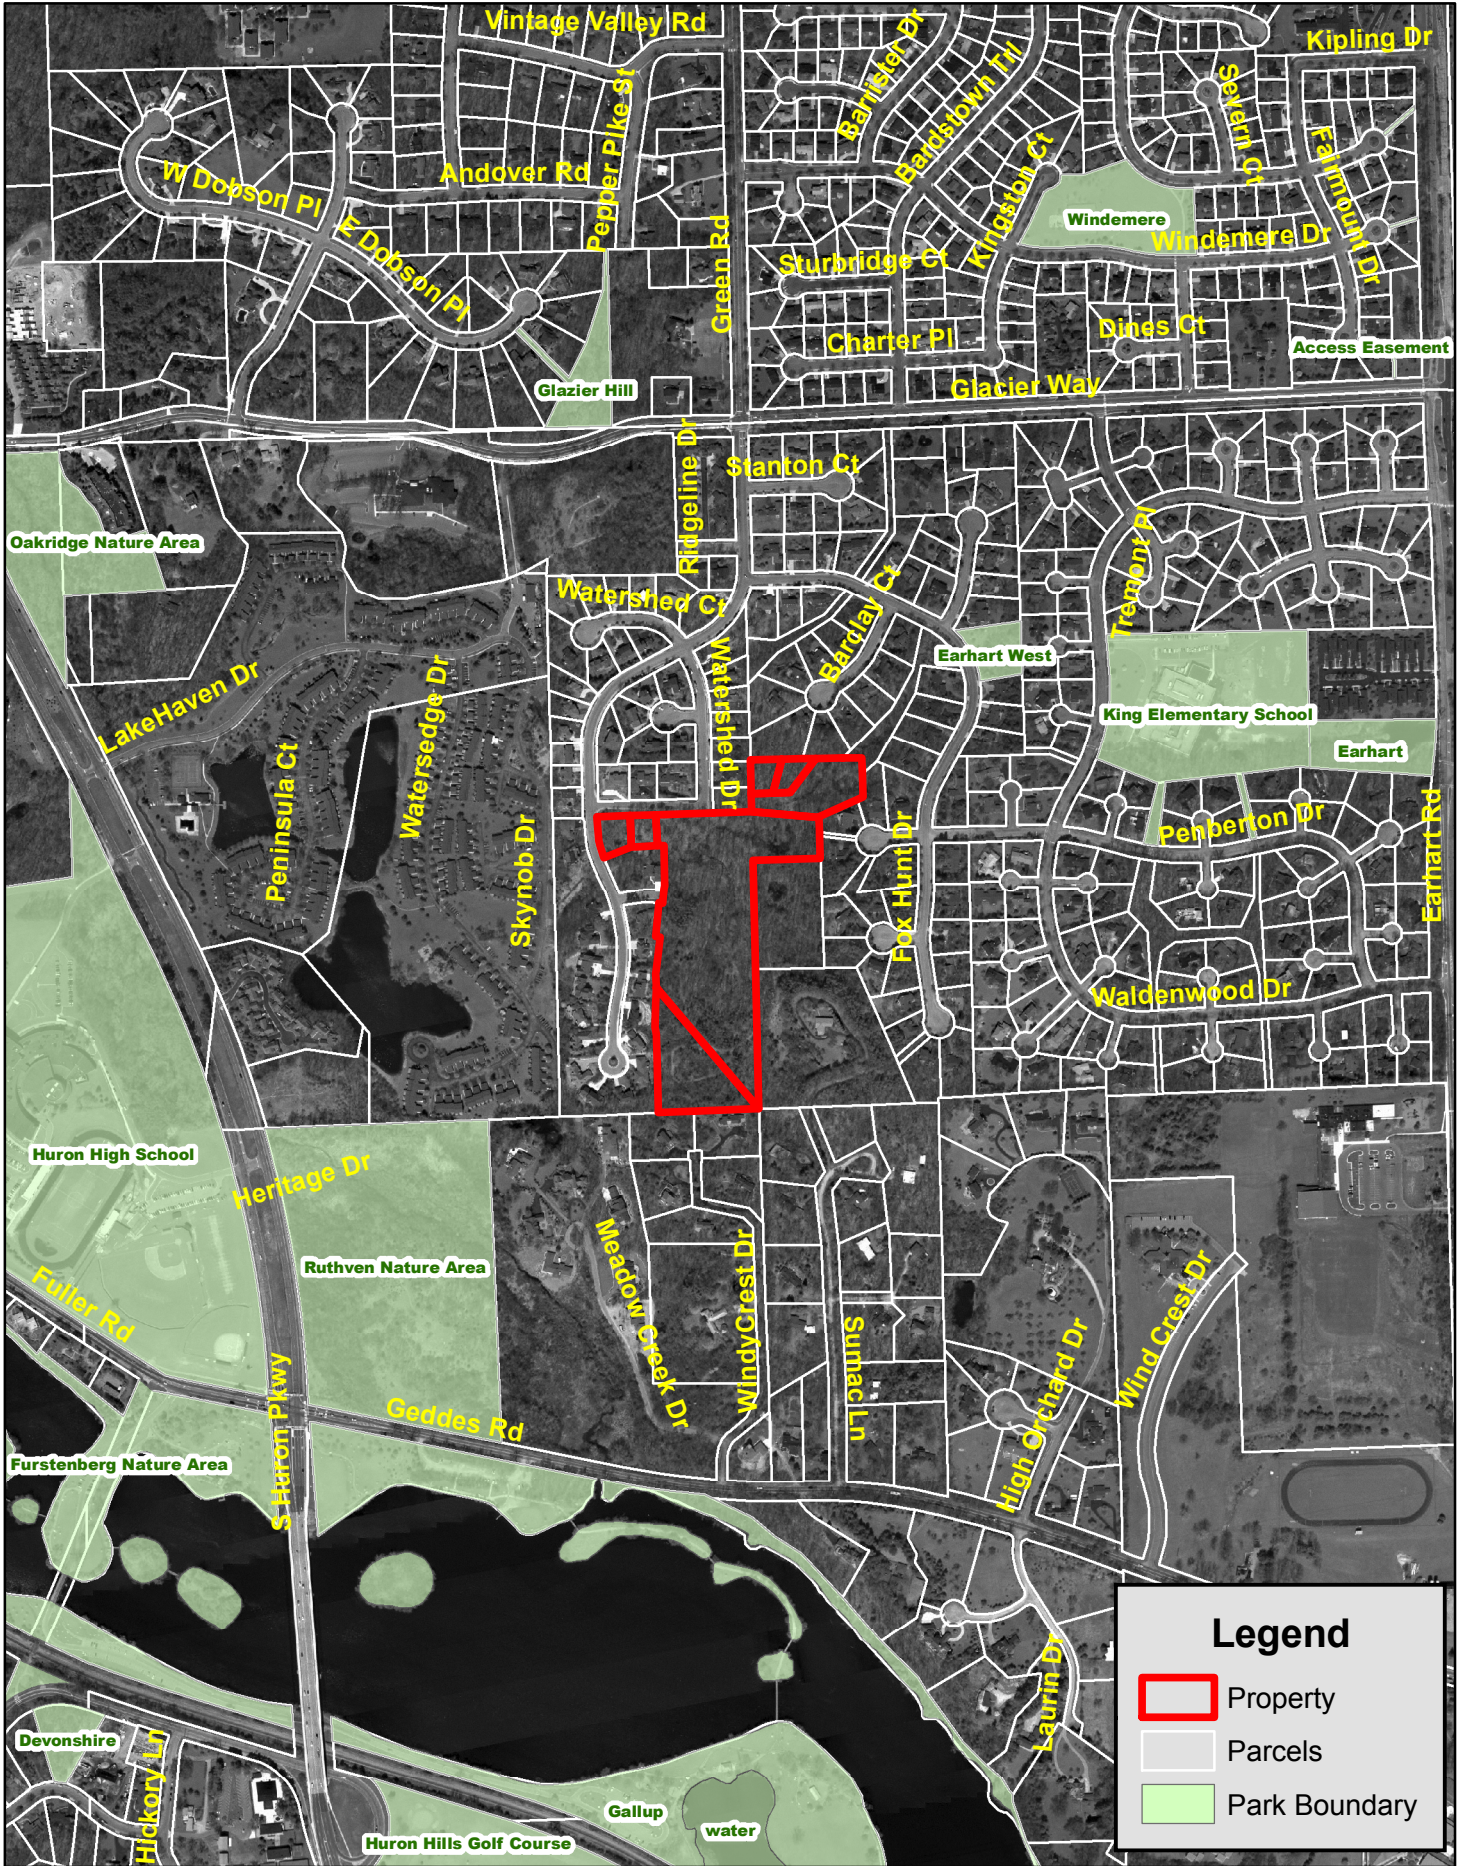 Vintage Valley Rd
Kipling Dr
Barrister Dr
Bardstown Trl
Severn Ct
Pepper Pike St
Andover Rd
W Dobson Pl
Kingston Ct
Fairmount Dr
Windemere
Windemere Dr
E Dobson Pl
Green Rd
Sturbridge Ct
Charter Pl
Dines Ct
Access Easement
Glazier Hill
Glacier Way
Ridgeline Dr
Stanton Ct
Oakridge Nature Area
Tremont Pl
Watershed Ct
Barclay Ct
Earhart West
LakeHaven Dr
Watersedge Dr
Watershed Dr
King Elementary School
Earhart
Peninsula Ct
Skynob Dr
Fox Hunt Dr
Penberton Dr
Earhart Rd
Waldenwood Dr
Huron High School
Heritage Dr
Ruthven Nature Area
Meadow Creek Dr
WindyCrest Dr
Sumac Ln
High Orchard Dr
Wind Crest Dr
Fuller Rd
S Huron Pkwy
Geddes Rd
Furstenberg Nature Area
Laurin Dr
Devonshire
Hickory Ln
Gallup
water
Huron Hills Golf Course
Legend
Property
Parcels
Park Boundary